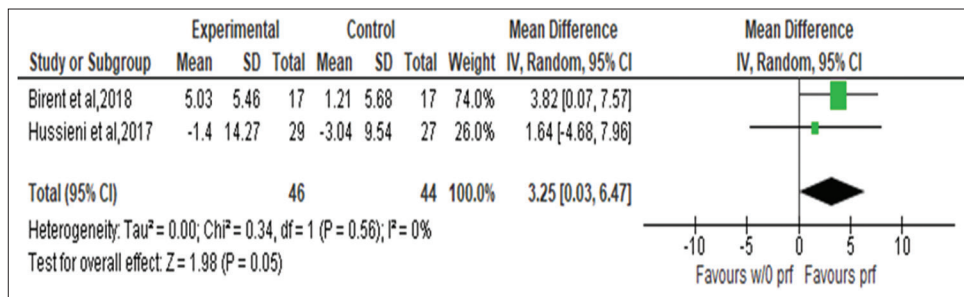 Experimental Control Mean Difference Mean Difference
Study or Subgroup Mean SD Total Mean SD Total Weight IV, Random, 95% CI IV, Random, 95% CI
Birent et al,2018 5.03 5.46 17 1.21 5.68 17 74.0% 3.82 [0.07, 7.57]
Hussieni et al,2017 -1.4 14.27 29 -3.04 9.54 27 26.0% 1.64 [-4.68, 7.96]
Total (95% CI) 46 44 100.0% 3.25 [0.03, 6.47]
Heterogeneity: Tau² = 0.00; Chi² = 0.34, df = 1 (P = 0.56); I² = 0%
Test for overall effect: Z = 1.98 (P = 0.05)
-10 -5 0 5 10
Favours w/0 prf Favours prf